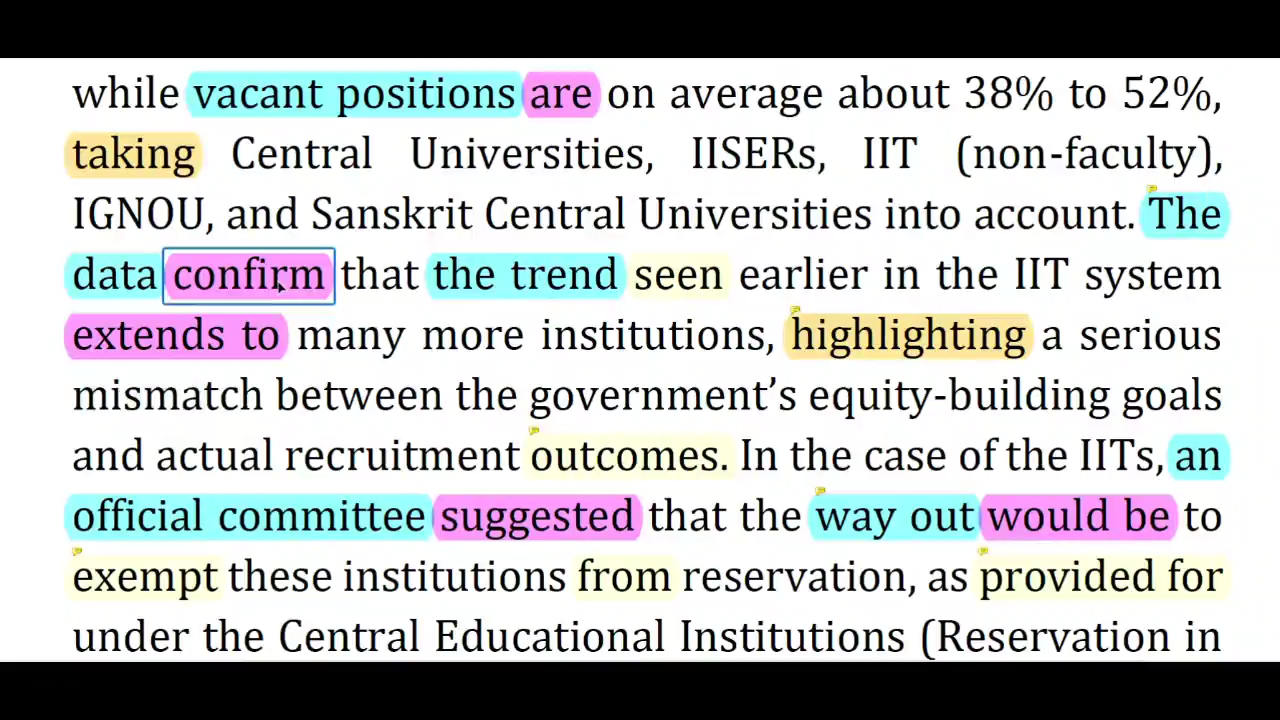 while vacant positions are on average about 38% to 52%,
taking Central Universities, IISERs, IIT (non-faculty),
IGNOU, and Sanskrit Central Universities into account. The
data confirm that the trend seen earlier in the IIT system
extends to many more institutions, highlighting a serious
mismatch between the government’s equity-building goals
and actual recruitment outcomes. In the case of the IITs, an
official committee suggested that the way out would be to
exempt these institutions from reservation, as provided for
under the Central Educational Institutions (Reservation in